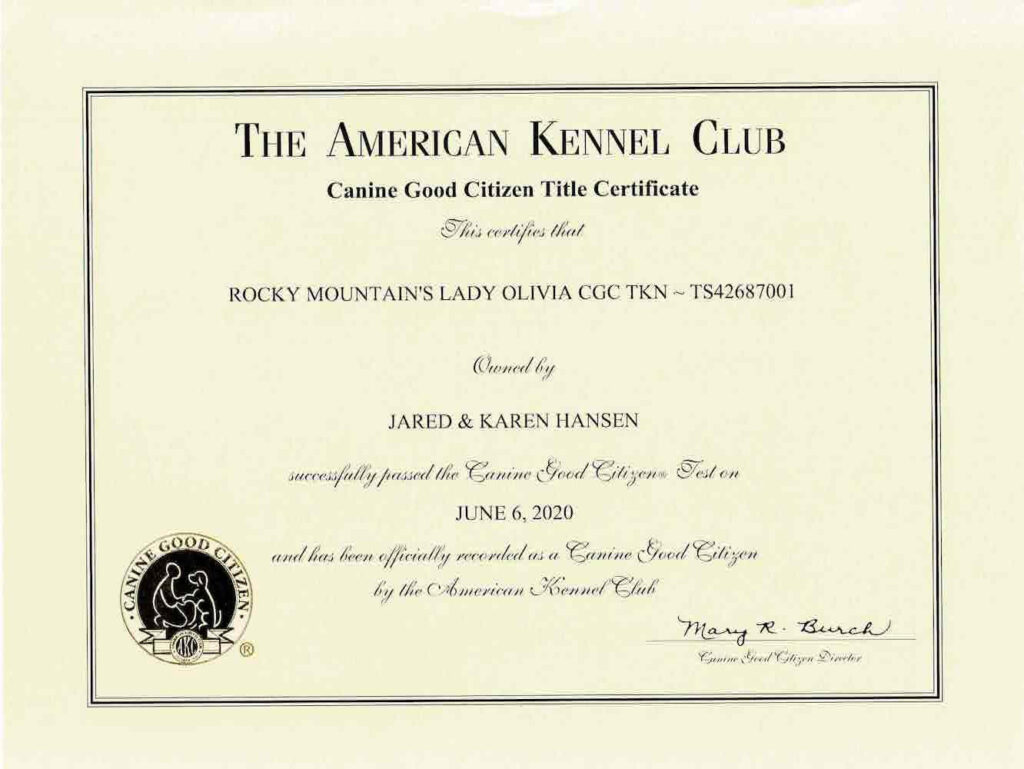 THE AMERICAN KENNEL CLUB
Canine Good Citizen Title Certificate
This certifies that
ROCKY MOUNTAIN'S LADY OLIVIA CGC TKN ~ TS42687001
Owned by
JARED & KAREN HANSEN
successfully passed the Canine Good Citizen® Test on
JUNE 6, 2020
and has been officially recorded as a Canine Good Citizen
by the American Kennel Club
· CANINE GOOD CITIZEN ·
AKC
®
Mary R. Burch
Canine Good Citizen Director